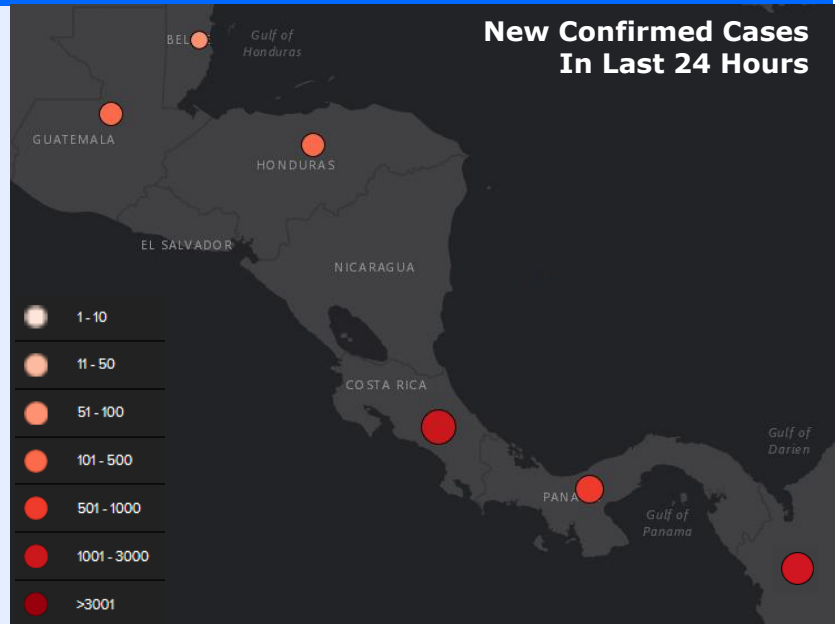 New Confirmed Cases
In Last 24 Hours
Gulf of
Honduras
GUATEMALA
HONDURAS
EL SALVADOR
NICARAGUA
COSTA RICA
Gulf of
Darien
Gulf of
Panama
1 - 10
11 - 50
51 - 100
101 - 500
501 - 1000
1001 - 3000
>3001